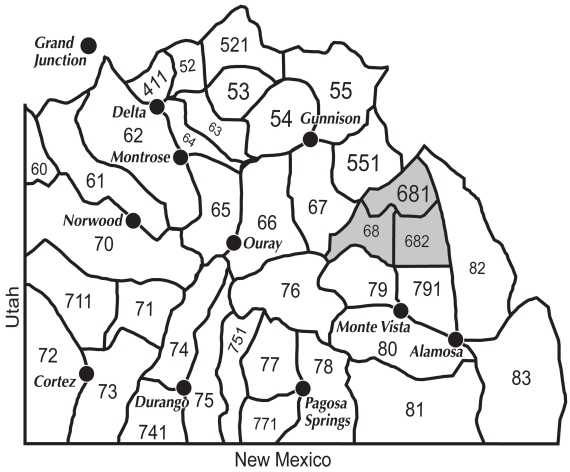 Grand
Junction
521
52
411
53
55
Delta
54
Gunnison
62
64
63
Montrose
551
60
61
681
65
66
67
Norwood
68
682
70
Ouray
82
76
79
791
711
71
Utah
Monte Vista
751
72
74
80
Alamosa
77
78
Cortez
73
83
Durango
75
Pagosa
Springs
81
741
771
New Mexico